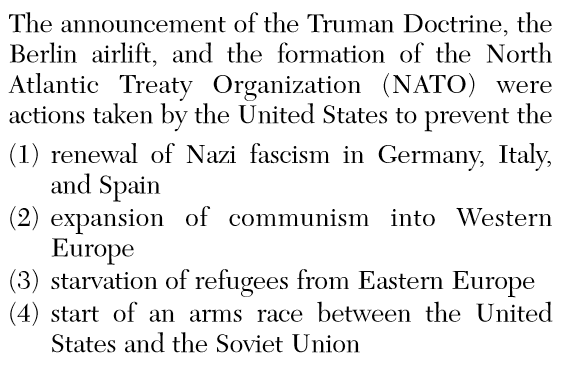 The announcement of the Truman Doctrine, the
Berlin airlift, and the formation of the North
Atlantic Treaty Organization (NATO) were
actions taken by the United States to prevent the
(1) renewal of Nazi fascism in Germany, Italy,
and Spain
(2) expansion of communism into Western
Europe
(3) starvation of refugees from Eastern Europe
(4) start of an arms race between the United
States and the Soviet Union